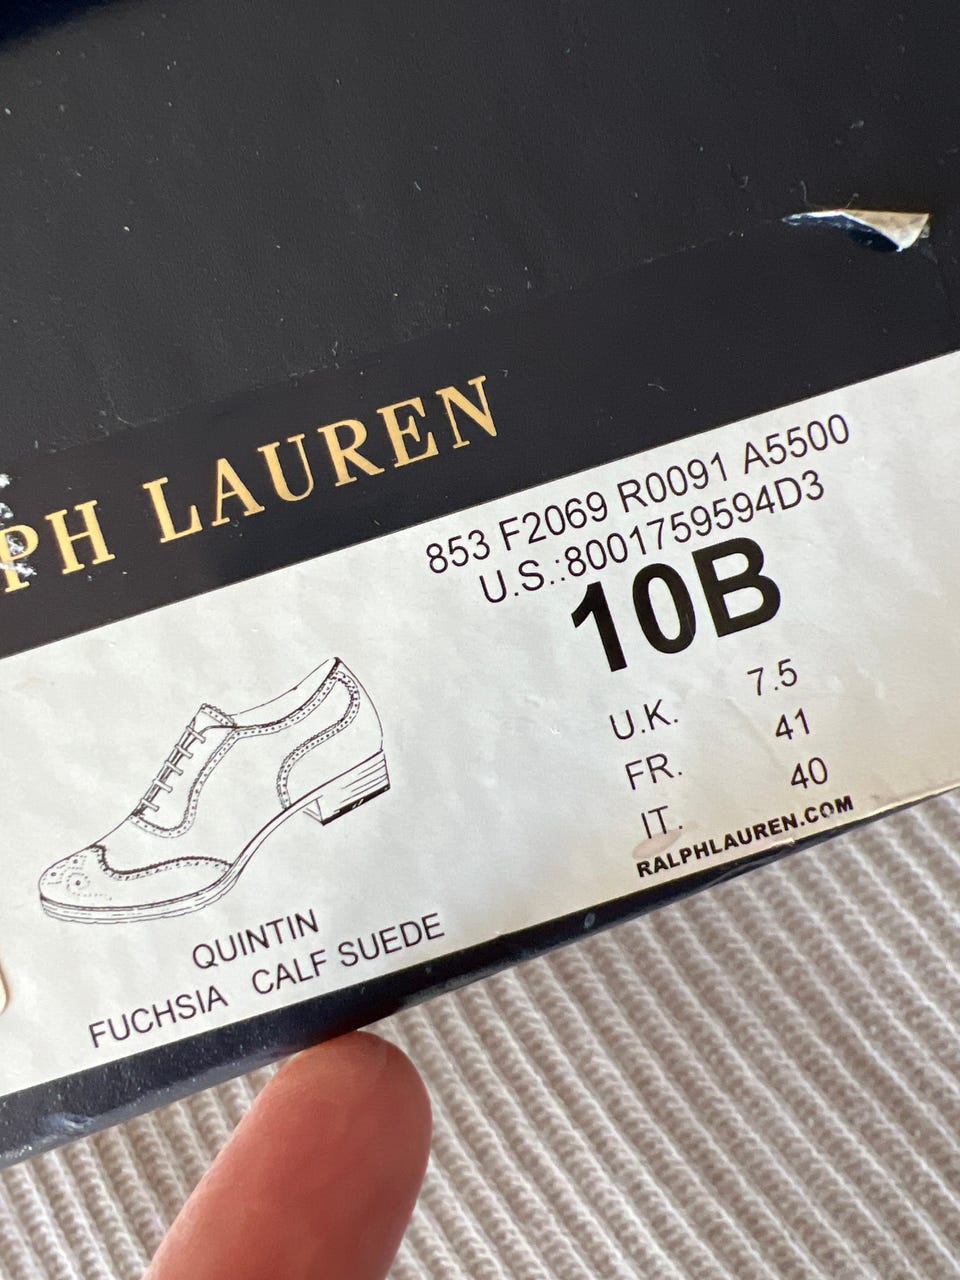 PH LAUREN
853 F2069 R0091 A5500
U.S.:8001759594D3
10B
U.K. 7.5
FR. 41
IT. 40
RALPHLAUREN.COM
QUINTIN
FUCHSIA CALF SUEDE